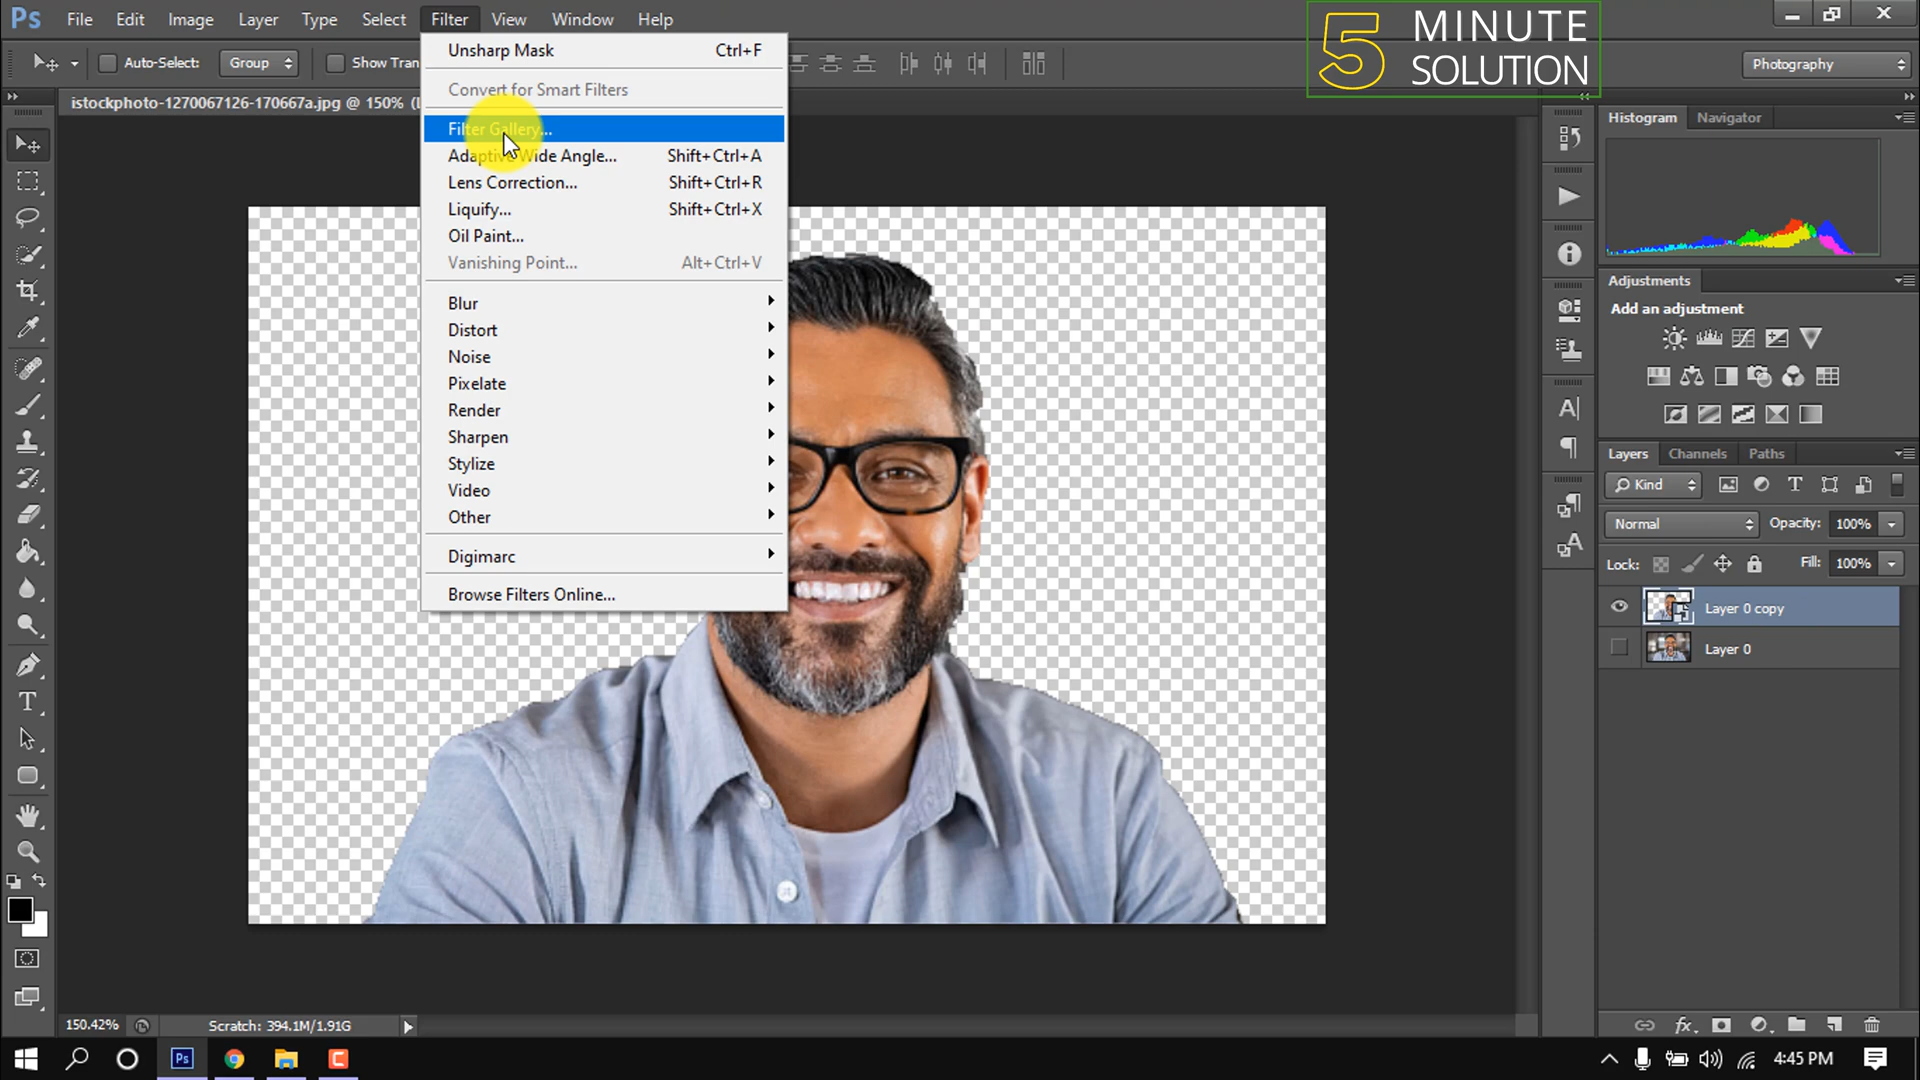 Ps File Edit Image Layer Type Select Filter View Window Help
5 MINUTE SOLUTION
Auto-Select: Group Show Tran
Photography
istockphoto-1270067126-170667a.jpg @ 150%
Unsharp Mask Ctrl+F
Convert for Smart Filters
Filter Gallery...
Adaptive Wide Angle... Shift+Ctrl+A
Lens Correction... Shift+Ctrl+R
Liquify... Shift+Ctrl+X
Oil Paint...
Vanishing Point... Alt+Ctrl+V
Blur
Distort
Noise
Pixelate
Render
Sharpen
Stylize
Video
Other
Digimarc
Browse Filters Online...
Histogram Navigator
Adjustments
Add an adjustment
Layers Channels Paths
Kind
Normal Opacity: 100%
Lock: Fill: 100%
Layer 0 copy
Layer 0
150.42% Scratch: 394.1M/1.91G
Ps 4:45 PM